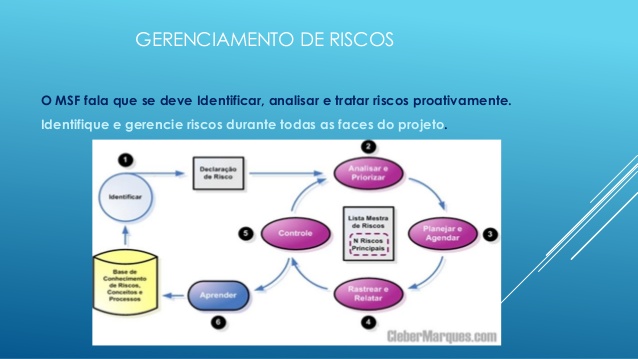 GERENCIAMENTO DE RISCOS
O MSF fala que se deve Identificar, analisar e tratar riscos proativamente.
Identifique e gerencie riscos durante todas as faces do projeto.
1
Identificar
Declaração
de Risco
2
Analisar e
Priorizar
5
Controle
Lista Mestra
de Riscos
N Riscos
Principais
Planejar e
Agendar
3
Base de
Conhecimento
de Riscos,
Conceitos e
Processos
Aprender
6
Rastrear e
Relatar
4
CleberMarques.com